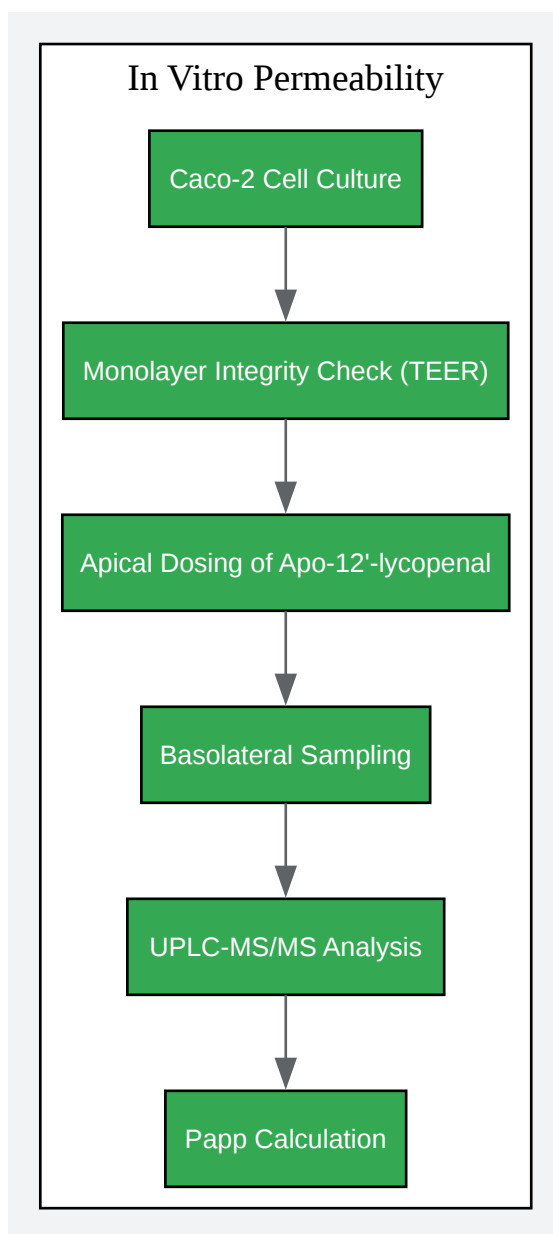 In Vitro Permeability
Caco-2 Cell Culture
Monolayer Integrity Check (TEER)
Apical Dosing of Apo-12'-lycopenal
Basolateral Sampling
UPLC-MS/MS Analysis
Papp Calculation